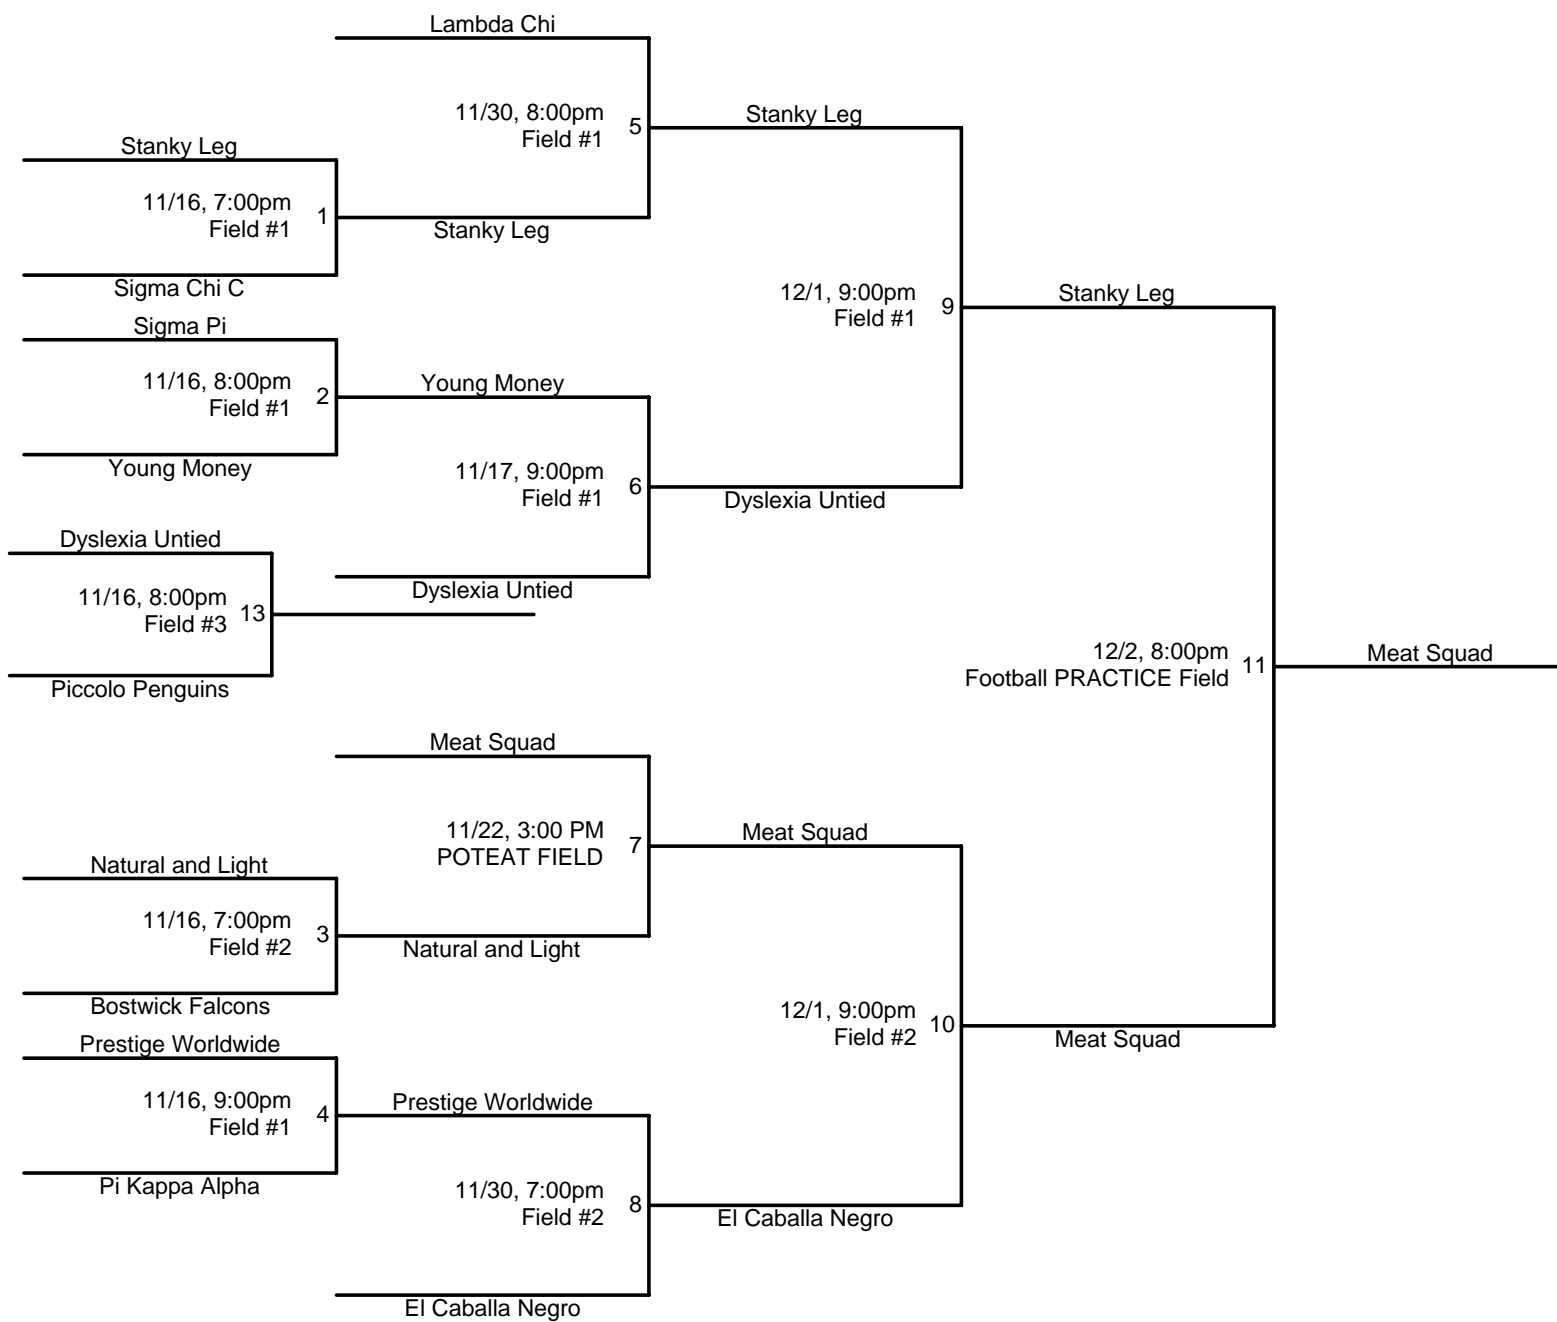 Lambda Chi
11/30, 8:00pm
Field #1
5
Stanky Leg
Stanky Leg
11/16, 7:00pm
Field #1
1
Stanky Leg
Sigma Chi C
12/1, 9:00pm
Field #1
9
Stanky Leg
Sigma Pi
11/16, 8:00pm
Field #1
2
Young Money
Young Money
11/17, 9:00pm
Field #1
6
Dyslexia Untied
Dyslexia Untied
11/16, 8:00pm
Field #3
13
Dyslexia Untied
Piccolo Penguins
12/2, 8:00pm
Football PRACTICE Field
11
Meat Squad
Meat Squad
11/22, 3:00 PM
POTEAT FIELD
7
Meat Squad
Natural and Light
11/16, 7:00pm
Field #2
3
Natural and Light
Bostwick Falcons
12/1, 9:00pm
Field #2
10
Meat Squad
Prestige Worldwide
11/16, 9:00pm
Field #1
4
Prestige Worldwide
Pi Kappa Alpha
11/30, 7:00pm
Field #2
8
El Caballa Negro
El Caballa Negro